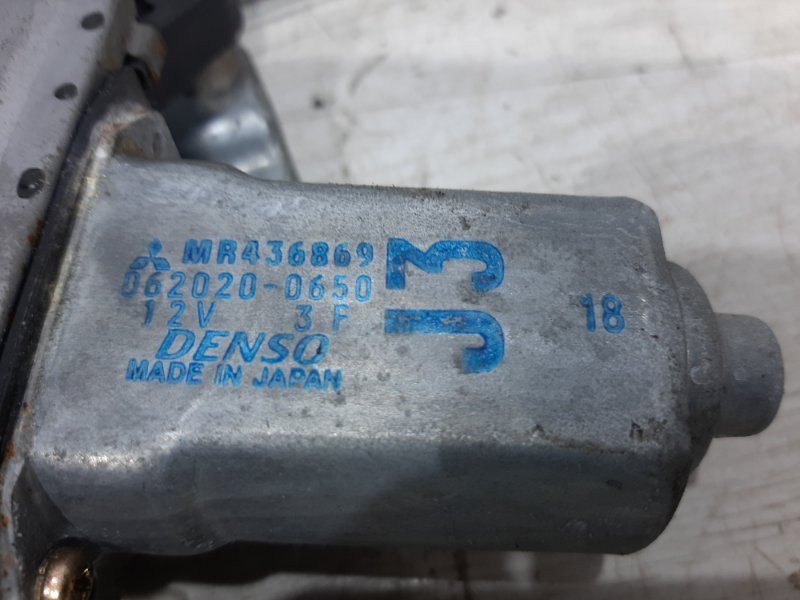 MR436869
062020-0650
12V 3F
DENSO
MADE IN JAPAN
J3
18